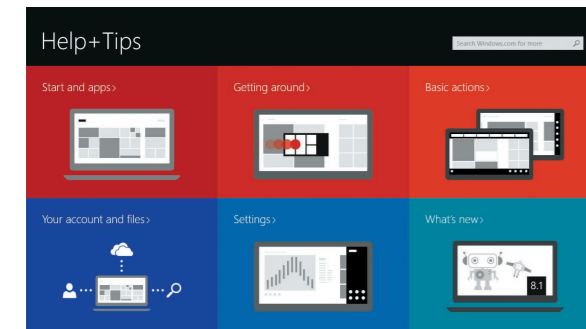 Help+Tips
Search Windows.com for more
Start and apps>
Getting around>
Basic actions>
Your account and files>
Settings>
What's new>
8.1